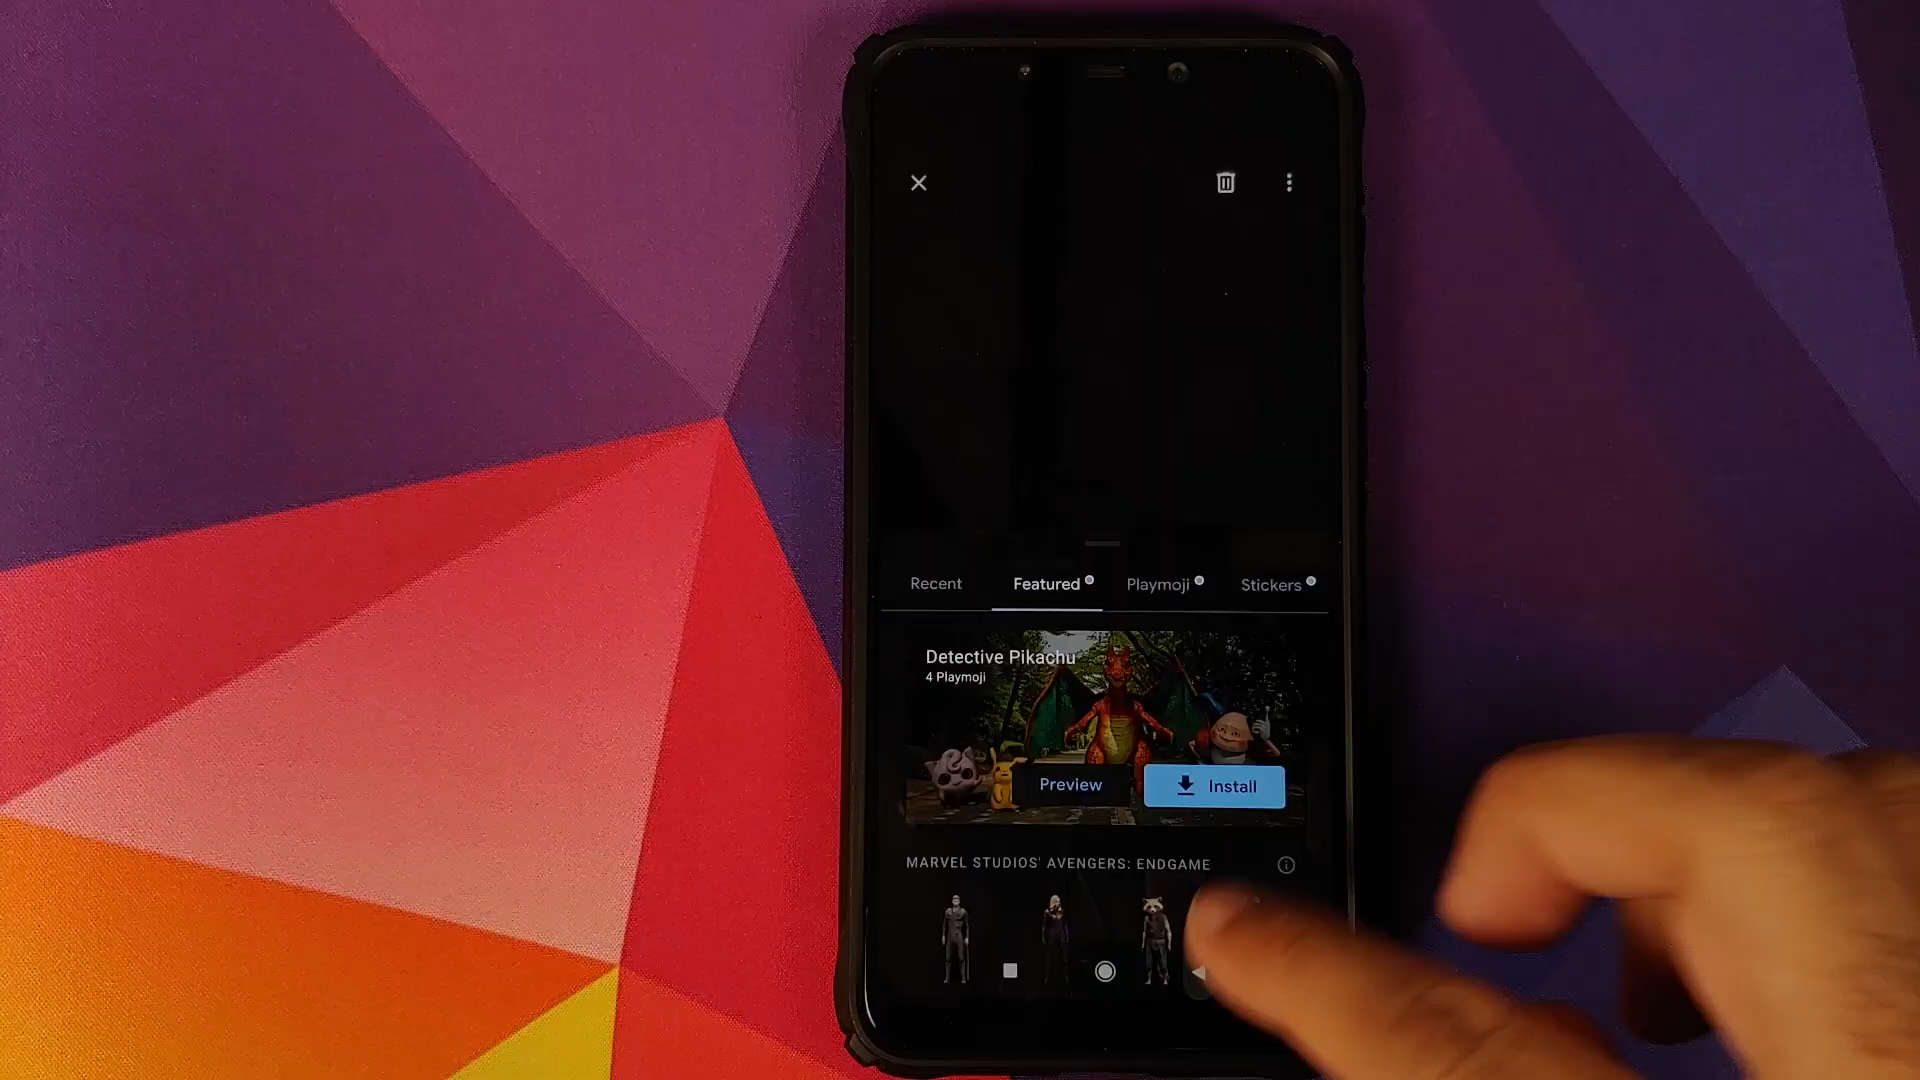 Recent Featured Playmoji Stickers
Detective Pikachu
4 Playmoji
Preview Install
MARVEL STUDIOS' AVENGERS: ENDGAME